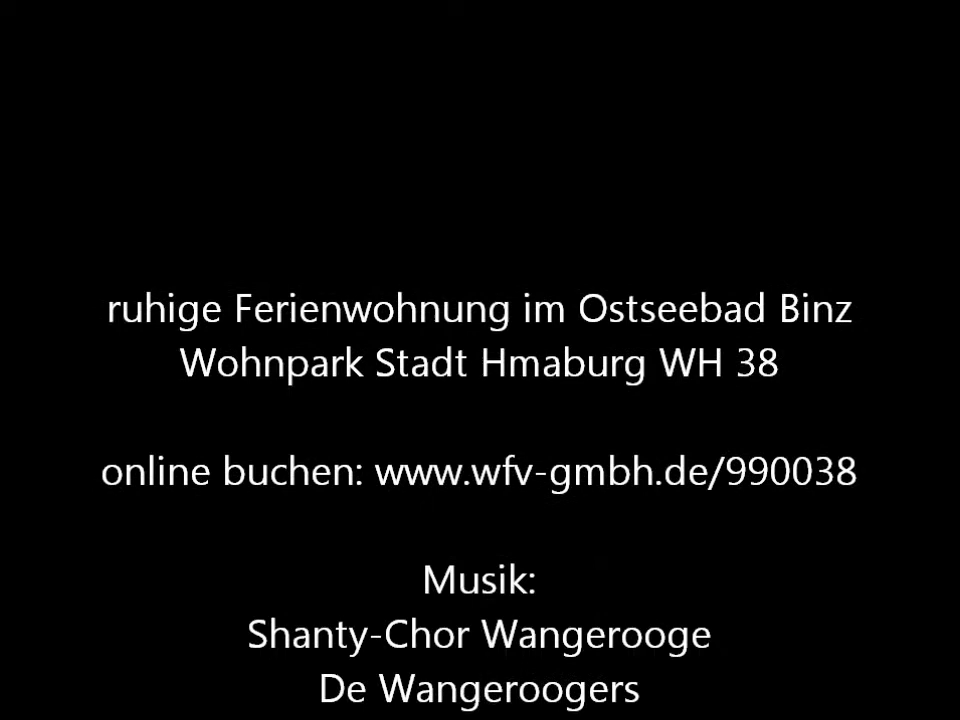 ruhige Ferienwohnung im Ostseebad Binz
Wohnpark Stadt Hmaburg WH 38
online buchen: www.wfv-gmbh.de/990038
Musik:
Shanty-Chor Wangerooge
De Wangeroogers